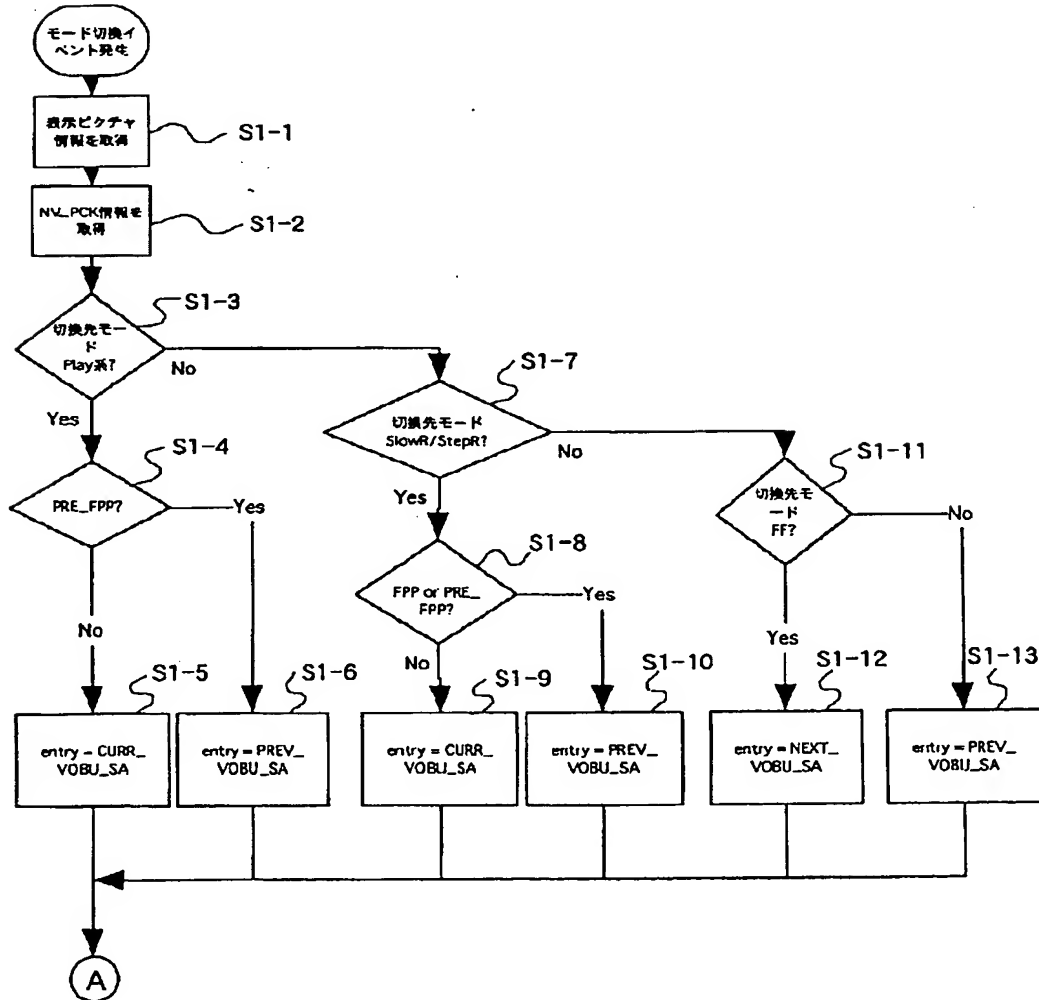 モード切換イ
ベント発生
表示ピクチャ
情報を取得
S1-1
NV_PCK情報を
取得
S1-2
切換先モー
ド
Play系?
S1-3
No
Yes
切換先モード
SlowR/StepR?
S1-7
No
Yes
PRE_FPP?
S1-4
Yes
No
切換先モ
ード
FF?
S1-11
No
Yes
FPP or PRE_
FPP?
S1-8
Yes
No
S1-5
entry = CURR_
VOBU_SA
S1-6
entry = PREV_
VOBU_SA
S1-9
entry = CURR_
VOBU_SA
S1-10
entry = PREV_
VOBU_SA
S1-12
entry = NEXT_
VOBU_SA
S1-13
entry = PREV_
VOBU_SA
A